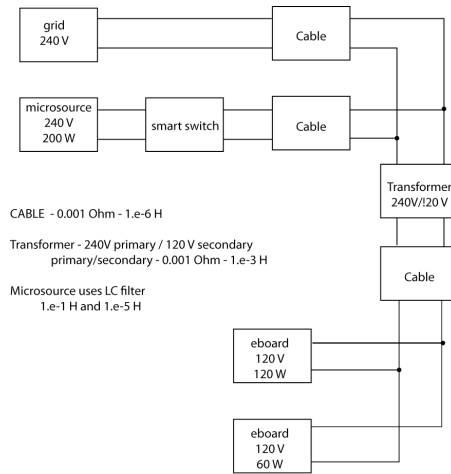 grid
240 V
Cable
microsource
240 V
200 W
smart switch
Cable
Transformer
240V/!20 V
CABLE - 0.001 Ohm - 1.e-6 H
Transformer - 240V primary / 120 V secondary
primary/secondary - 0.001 Ohm - 1.e-3 H
Cable
Microsource uses LC filter
1.e-1 H and 1.e-5 H
eboard
120 V
120 W
eboard
120 V
60 W